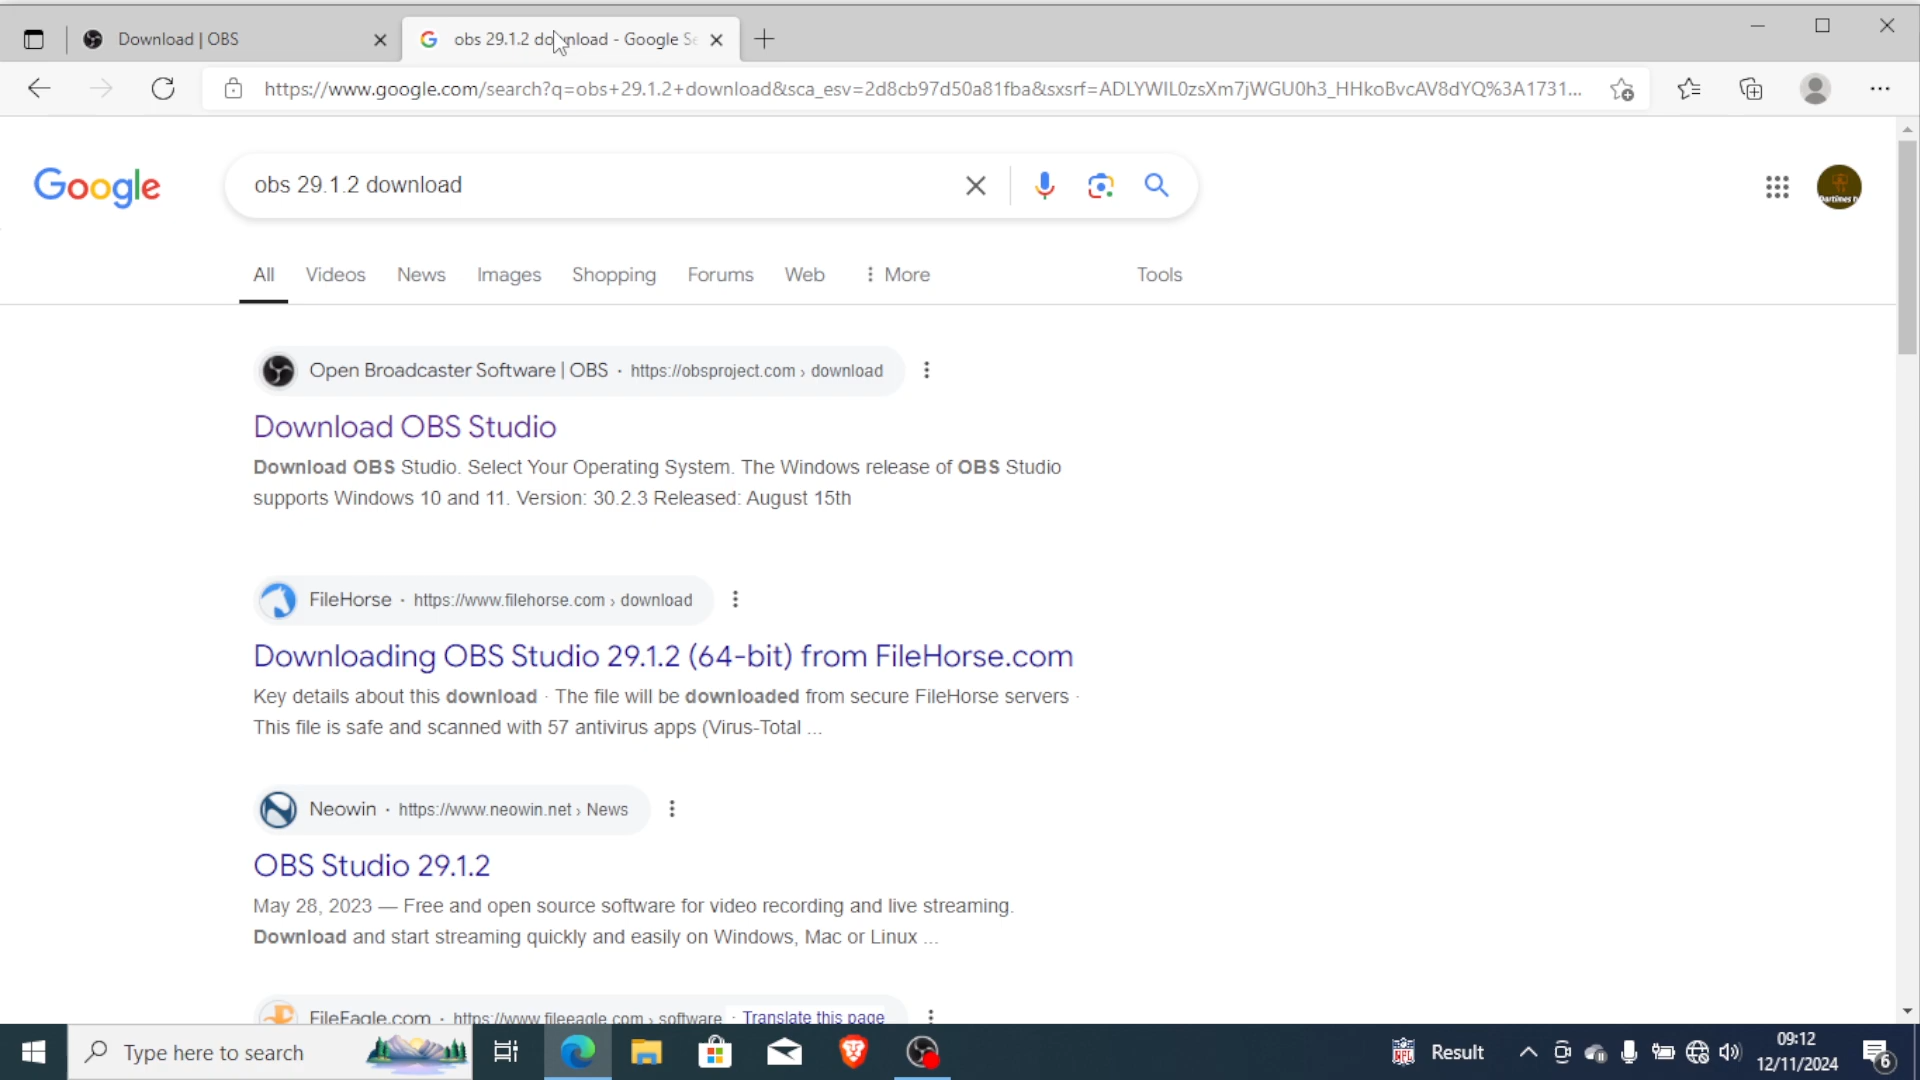 Download | OBS
obs 29.1.2 download - Google Se
https://www.google.com/search?q=obs+29.1.2+download&sca_esv=2d8cb97d50a81fba&sxsrf=ADLYWIL0zsXm7jWGU0h3_HHkoBvcAV8dYQ%3A1731...
Google
obs 29.1.2 download
All Videos News Images Shopping Forums Web More Tools
Open Broadcaster Software | OBS · https://obsproject.com › download
Download OBS Studio
Download OBS Studio. Select Your Operating System. The Windows release of OBS Studio
supports Windows 10 and 11. Version: 30.2.3 Released: August 15th
FileHorse · https://www.filehorse.com › download
Downloading OBS Studio 29.1.2 (64-bit) from FileHorse.com
Key details about this download · The file will be downloaded from secure FileHorse servers ·
This file is safe and scanned with 57 antivirus apps (Virus-Total ...
Neowin · https://www.neowin.net › News
OBS Studio 29.1.2
May 28, 2023 — Free and open source software for video recording and live streaming.
Download and start streaming quickly and easily on Windows, Mac or Linux ...
FileEagle.com · https://www.fileeagle.com › software · Translate this page
Type here to search
Result
09:12
12/11/2024
6